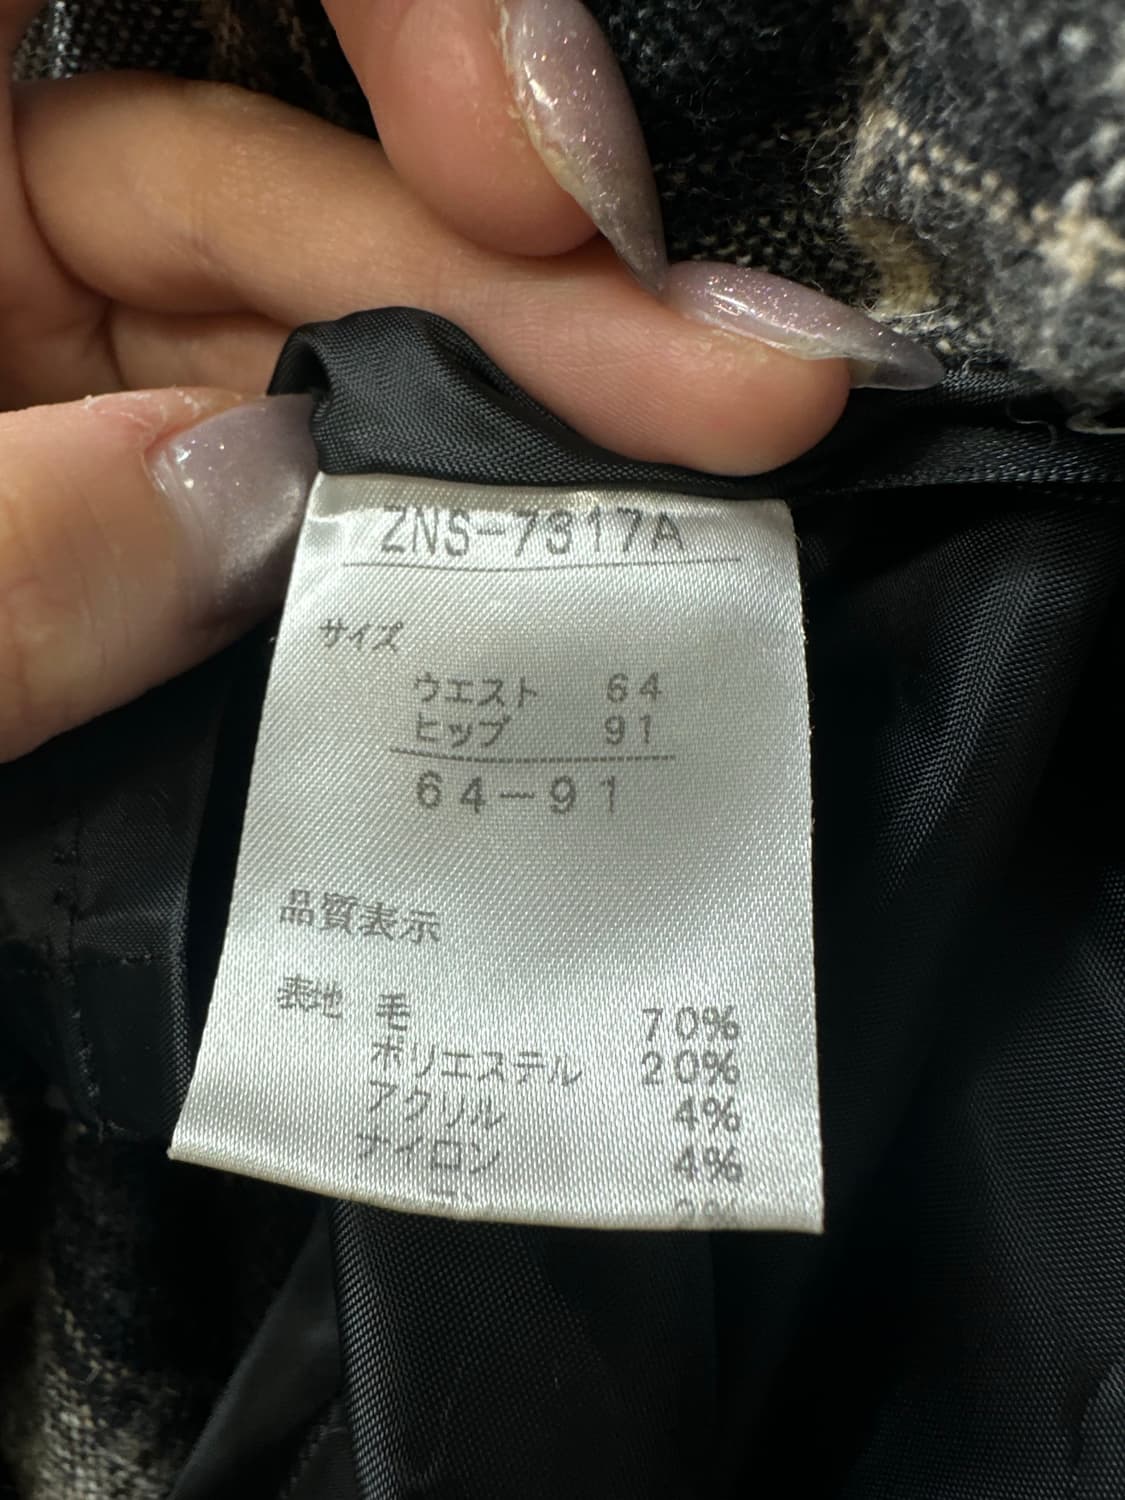 ZNS-7317A
サイズ
ウエスト 64
ヒップ 91
64-91
品質表示
表地 毛 70%
ポリエステル 20%
アクリル 4%
ナイロン 4%
2%